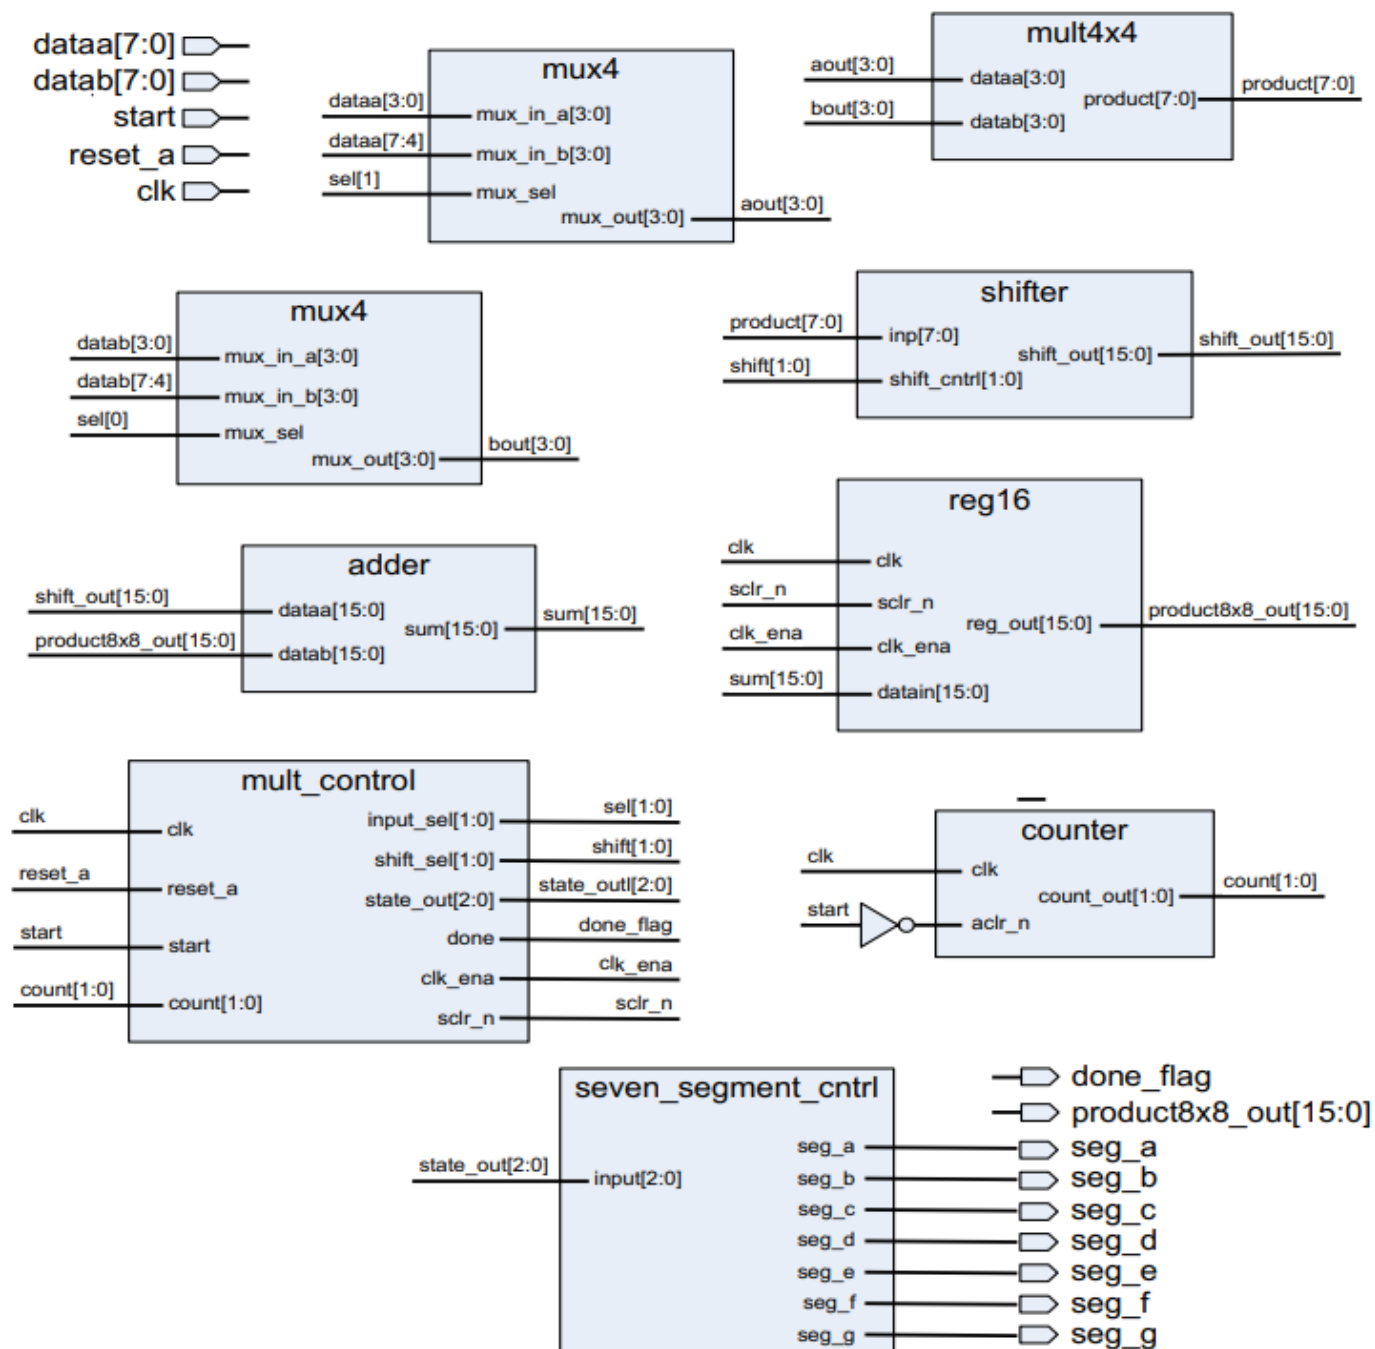 dataa[7:0]
datab[7:0]
start
reset_a
clk
mux4
dataa[3:0]
mux_in_a[3:0]
dataa[7:4]
mux_in_b[3:0]
sel[1]
mux_sel
mux_out[3:0]
aout[3:0]
mult4x4
aout[3:0]
dataa[3:0]
product[7:0]
product[7:0]
bout[3:0]
datab[3:0]
mux4
datab[3:0]
mux_in_a[3:0]
datab[7:4]
mux_in_b[3:0]
sel[0]
mux_sel
mux_out[3:0]
bout[3:0]
shifter
product[7:0]
inp[7:0]
shift_out[15:0]
shift_out[15:0]
shift[1:0]
shift_cntrl[1:0]
adder
shift_out[15:0]
dataa[15:0]
sum[15:0]
sum[15:0]
product8x8_out[15:0]
datab[15:0]
reg16
clk
clk
sclr_n
sclr_n
reg_out[15:0]
product8x8_out[15:0]
clk_ena
clk_ena
sum[15:0]
datain[15:0]
mult_control
clk
clk
reset_a
reset_a
start
start
count[1:0]
count[1:0]
input_sel[1:0]
sel[1:0]
shift_sel[1:0]
shift[1:0]
state_out[2:0]
state_outl[2:0]
done
done_flag
clk_ena
clk_ena
sclr_n
sclr_n
counter
clk
clk
count_out[1:0]
count[1:0]
start
aclr_n
seven_segment_cntrl
state_out[2:0]
input[2:0]
done_flag
product8x8_out[15:0]
seg_a
seg_a
seg_b
seg_b
seg_c
seg_c
seg_d
seg_d
seg_e
seg_e
seg_f
seg_f
seg_g
seg_g